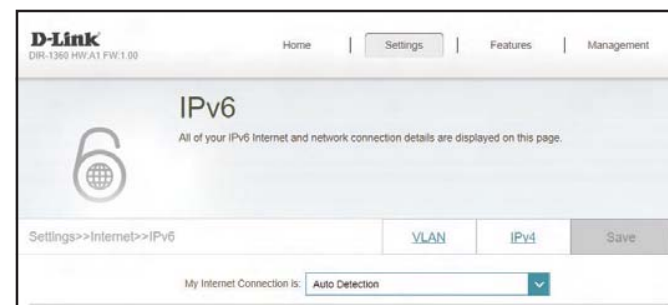 D-Link
DIR-1360 HW:A1 FW:1.00
Home | Settings | Features | Management
IPv6
All of your IPv6 Internet and network connection details are displayed on this page.
Settings>>Internet>>IPv6
VLAN
IPv4
Save
My Internet Connection is: Auto Detection